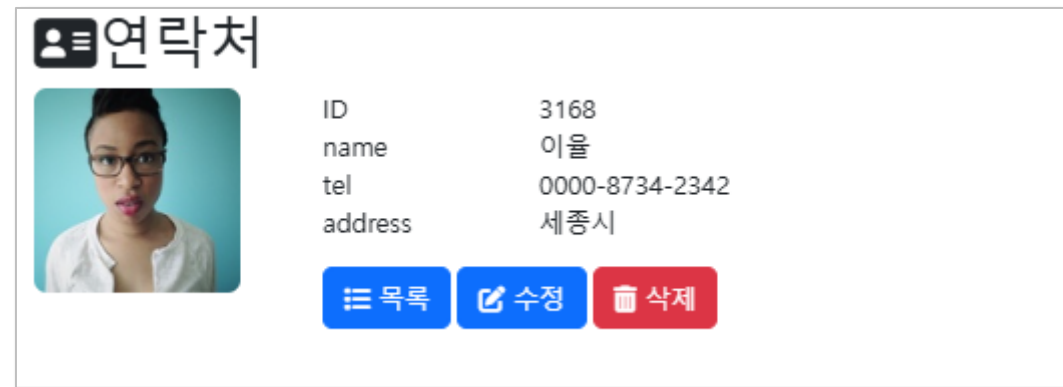 연락처
ID 3168
name 이율
tel 0000-8734-2342
address 세종시
목록 수정 삭제